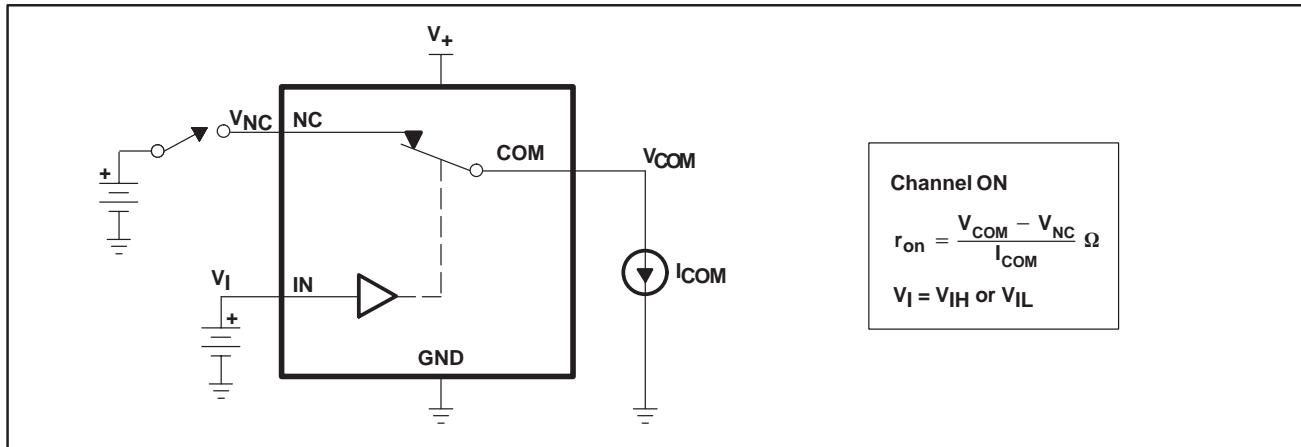 V+
VNC NC
COM
VCOM
+
VI
IN
+
ICOM
GND
Channel ON
ron = VCOM − VNC / ICOM Ω
VI = VIH or VIL